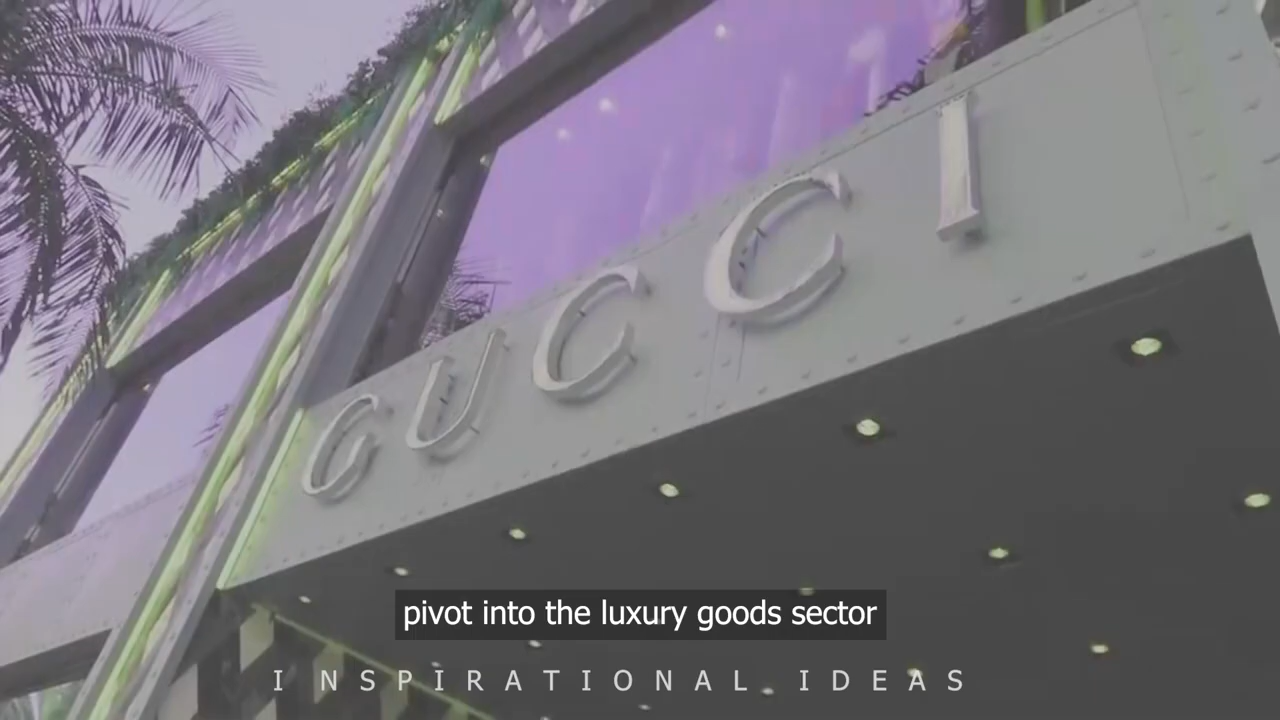 GUCCI
pivot into the luxury goods sector
INSPIRATIONAL IDEAS